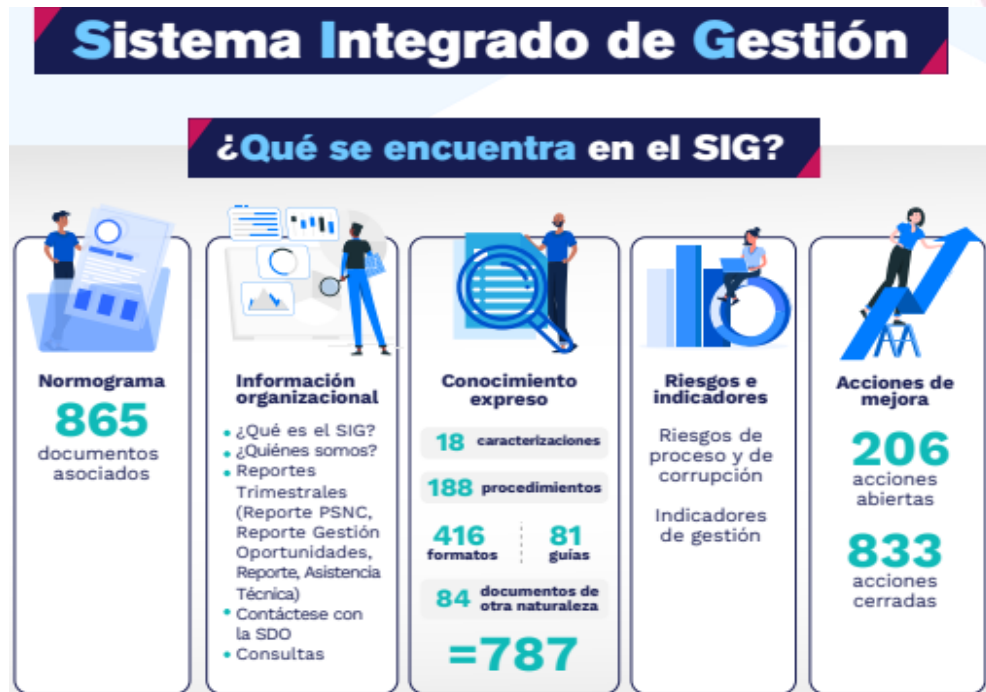 Sistema Integrado de Gestión
¿Qué se encuentra en el SIG?
Normograma
865
documentos
asociados
Información
organizacional
• ¿Qué es el SIG?
• ¿Quiénes somos?
• Reportes
Trimestrales
(Reporte PSNC,
Reporte Gestión
Oportunidades,
Reporte, Asistencia
Técnica)
• Contáctese con
la SDO
• Consultas
Conocimiento
expreso
18 caracterizaciones
188 procedimientos
416 formatos
81 guías
84 documentos de
otra naturaleza
=787
Riesgos e
indicadores
Riesgos de
proceso y de
corrupción
Indicadores
de gestión
Acciones de
mejora
206
acciones
abiertas
833
acciones
cerradas